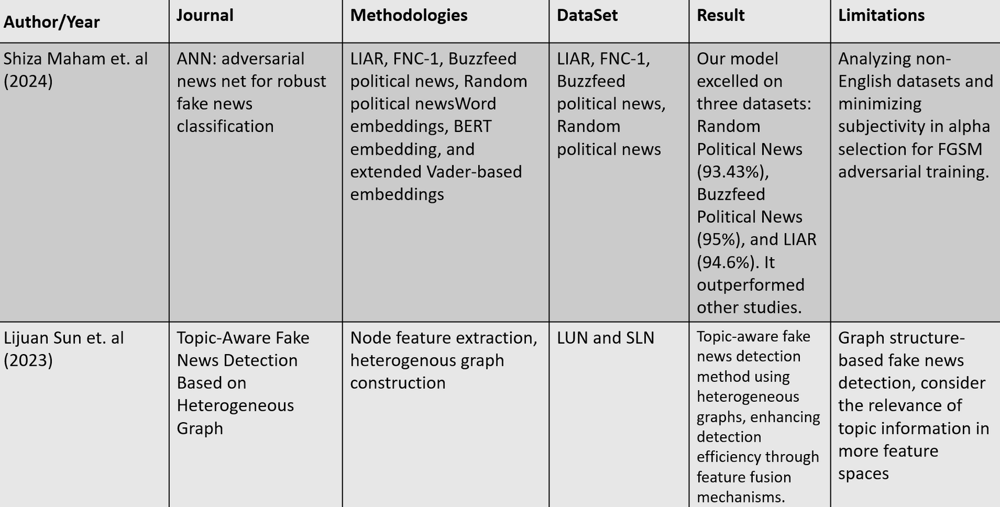 Author/Year
Journal
Methodologies
DataSet
Result
Limitations
Shiza Maham et. al
(2024)
ANN: adversarial
news net for robust
fake news
classification
LIAR, FNC-1, Buzzfeed
political news, Random
political newsWord
embeddings, BERT
embedding, and
extended Vader-based
embeddings
LIAR, FNC-1,
Buzzfeed
political news,
Random
political news
Our model
excelled on
three datasets:
Random
Political News
(93.43%),
Buzzfeed
Political News
(95%), and LIAR
(94.6%). It
outperformed
other studies.
Analyzing non-
English datasets and
minimizing
subjectivity in alpha
selection for FGSM
adversarial training.
Lijuan Sun et. al
(2023)
Topic-Aware Fake
News Detection
Based on
Heterogeneous
Graph
Node feature extraction,
heterogenous graph
construction
LUN and SLN
Topic-aware fake
news detection
method using
heterogeneous
graphs, enhancing
detection
efficiency through
feature fusion
mechanisms.
Graph structure-
based fake news
detection, consider
the relevance of
topic information in
more feature
spaces